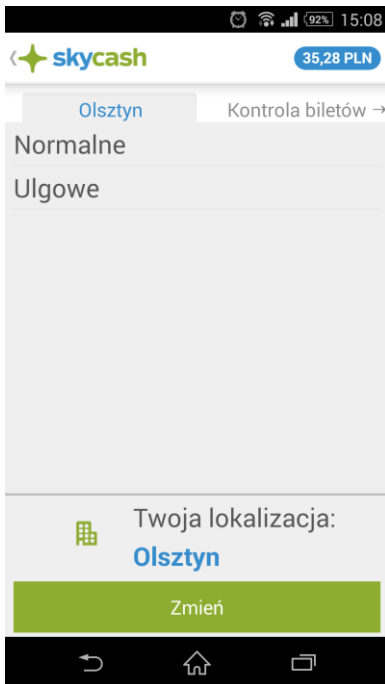 92% 15:08
skycash 35,28 PLN
Olsztyn Kontrola biletów →
Normalne
Ulgowe
Twoja lokalizacja:
Olsztyn
Zmień